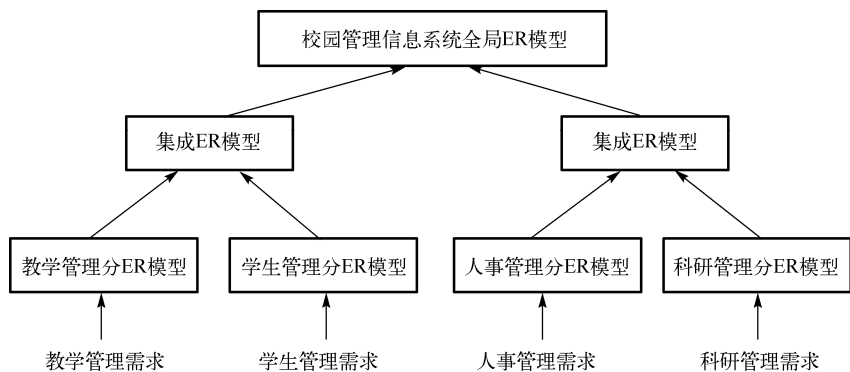 校园管理信息系统全局ER模型
集成ER模型
集成ER模型
教学管理分ER模型
学生管理分ER模型
人事管理分ER模型
科研管理分ER模型
教学管理需求
学生管理需求
人事管理需求
科研管理需求